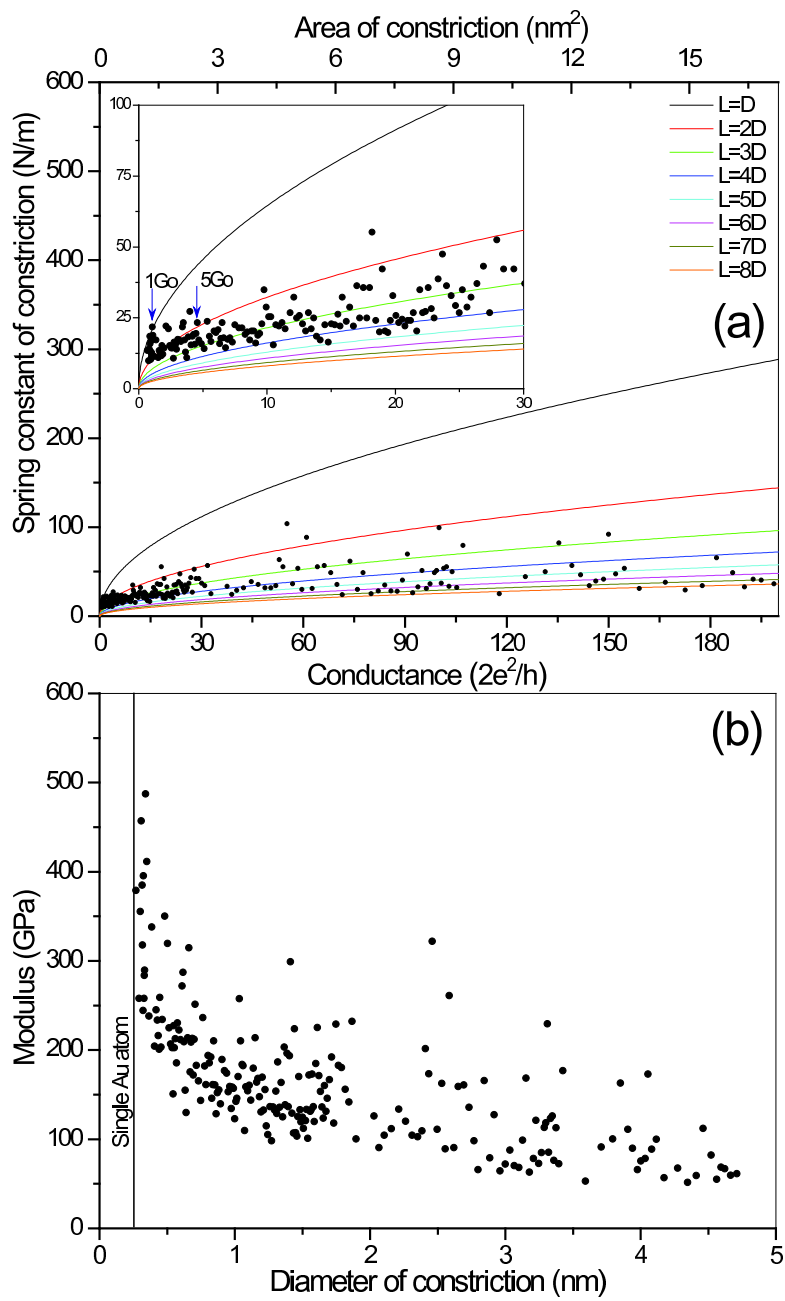 Area of constriction (nm²)
0 3 6 9 12 15
600
500
400
300
200
100
0
Spring constant of constriction (N/m)
100
75
50
25
0
0 10 20 30
1Go 5Go
L=D
L=2D
L=3D
L=4D
L=5D
L=6D
L=7D
L=8D
(a)
0 30 60 90 120 150 180
Conductance (2e²/h)
600
500
400
300
200
100
0
Modulus (GPa)
Single Au atom
(b)
0 1 2 3 4 5
Diameter of constriction (nm)